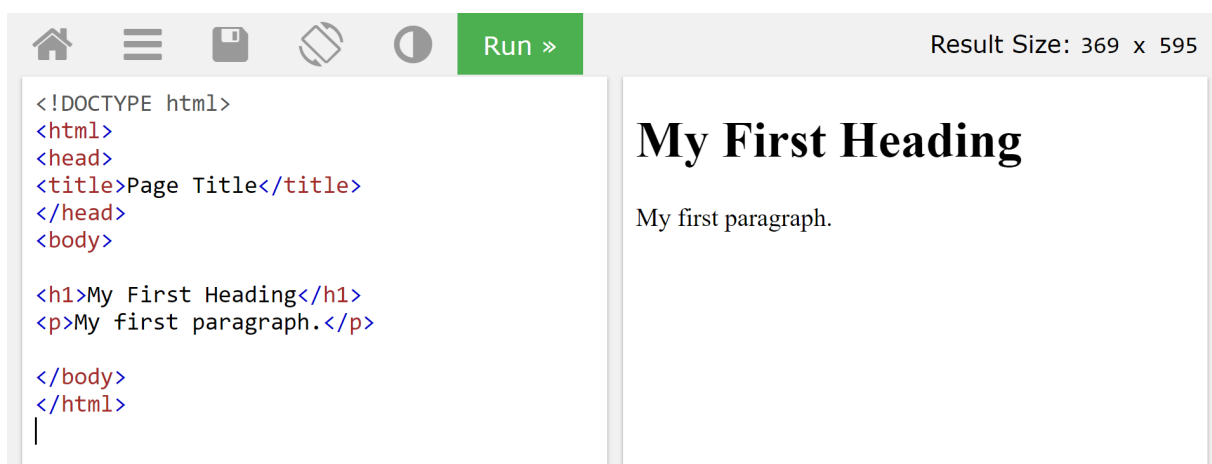 Run »
Result Size: 369 x 595
<!DOCTYPE html>
<html>
<head>
<title>Page Title</title>
</head>
<body>
<h1>My First Heading</h1>
<p>My first paragraph.</p>
</body>
</html>
My First Heading
My first paragraph.